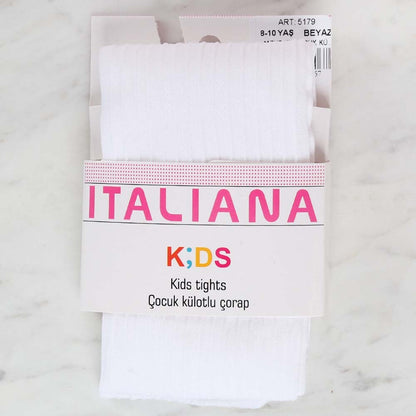 ART: 5179
8-10 YAŞ BEYAZ
ITALIANA
K;DS
Kids tights
Çocuk külotlu çorap